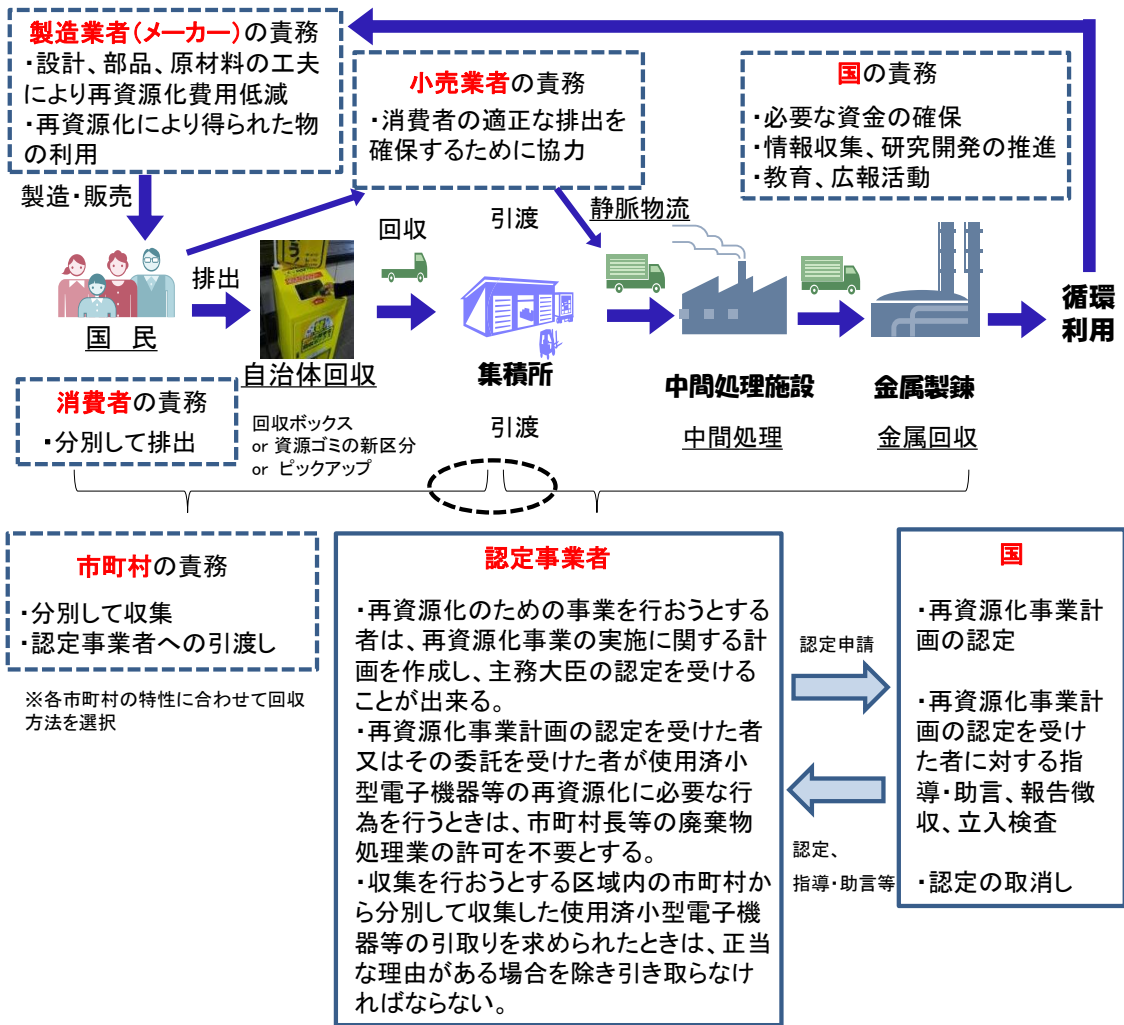 製造業者(メーカー)の責務
・設計、部品、原材料の工夫
により再資源化費用低減
・再資源化により得られた物
の利用
小売業者の責務
・消費者の適正な排出を
確保するために協力
国の責務
・必要な資金の確保
・情報収集、研究開発の推進
・教育、広報活動
製造・販売
排出
回収
引渡
静脈物流
国 民
自治体回収
集積所
中間処理施設
金属製錬
循環
利用
消費者の責務
・分別して排出
回収ボックス
or 資源ゴミの新区分
or ピックアップ
引渡
中間処理
金属回収
市町村の責務
・分別して収集
・認定事業者への引渡し
※各市町村の特性に合わせて回収
方法を選択
認定事業者
・再資源化のための事業を行おうとする
者は、再資源化事業の実施に関する計
画を作成し、主務大臣の認定を受ける
ことが出来る。
・再資源化事業計画の認定を受けた者
又はその委託を受けた者が使用済小
型電子機器等の再資源化に必要な行
為を行うときは、市町村長等の廃棄物
処理業の許可を不要とする。
・収集を行おうとする区域内の市町村か
ら分別して収集した使用済小型電子機
器等の引取りを求められたときは、正当
な理由がある場合を除き引き取らなけ
ればならない。
認定申請
認定、
指導・助言等
国
・再資源化事業計
画の認定
・再資源化事業計
画の認定を受け
た者に対する指
導・助言、報告徴
収、立入検査
・認定の取消し